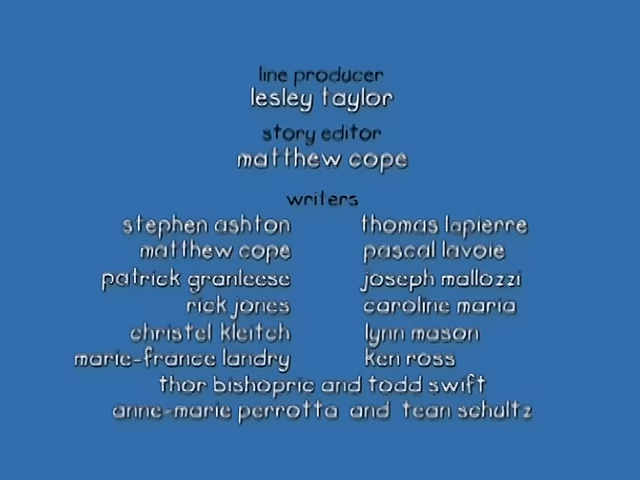 line producer
lesley taylor
story editor
matthew cope
writers
stephen ashton thomas lapierre
matthew cope pascal lavoie
patrick granleese joseph mallozzi
rick jones caroline maria
christel kleitch lynn mason
marie-france landry ken ross
thor bishopric and todd swift
anne-marie perrotta and tean schultz